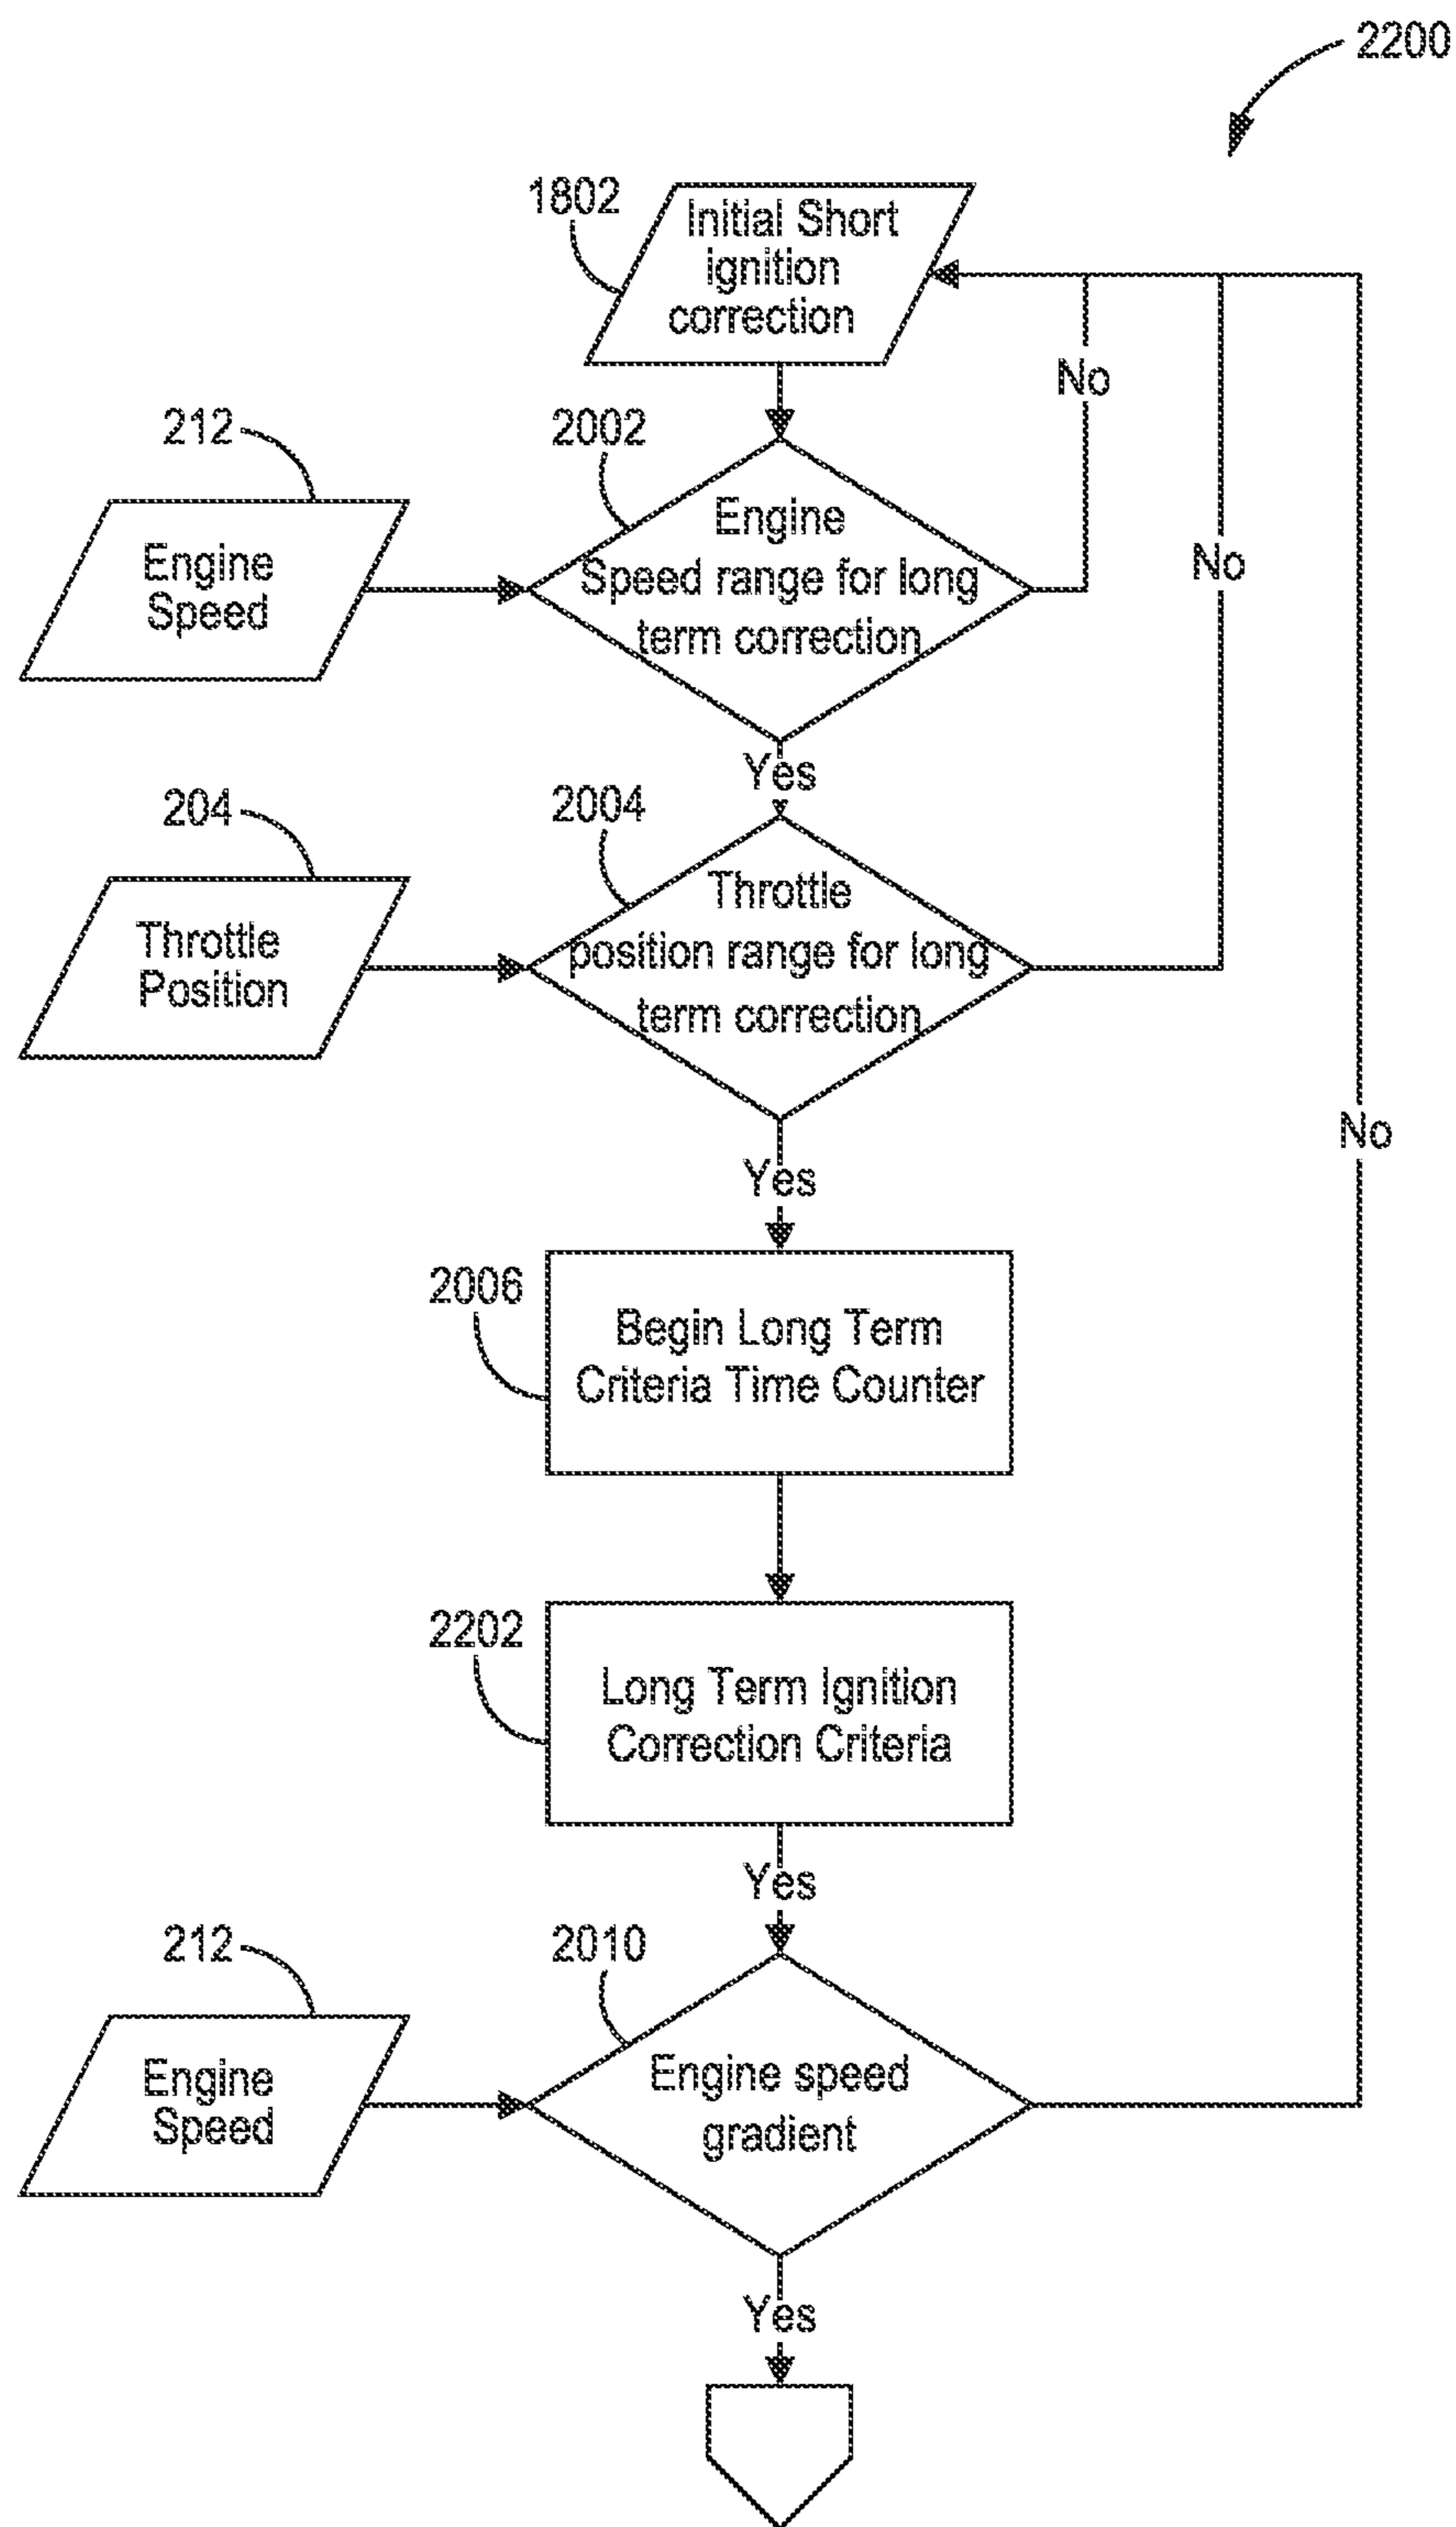 2200
1802
Initial Short
ignition
correction
No
212
2002
Engine
Speed
Engine
Speed range for long
term correction
No
Yes
204
2004
Throttle
Position
Throttle
position range for long
term correction
No
Yes
2006
Begin Long Term
Criteria Time Counter
2202
Long Term Ignition
Correction Criteria
Yes
212
2010
Engine
Speed
Engine speed
gradient
Yes